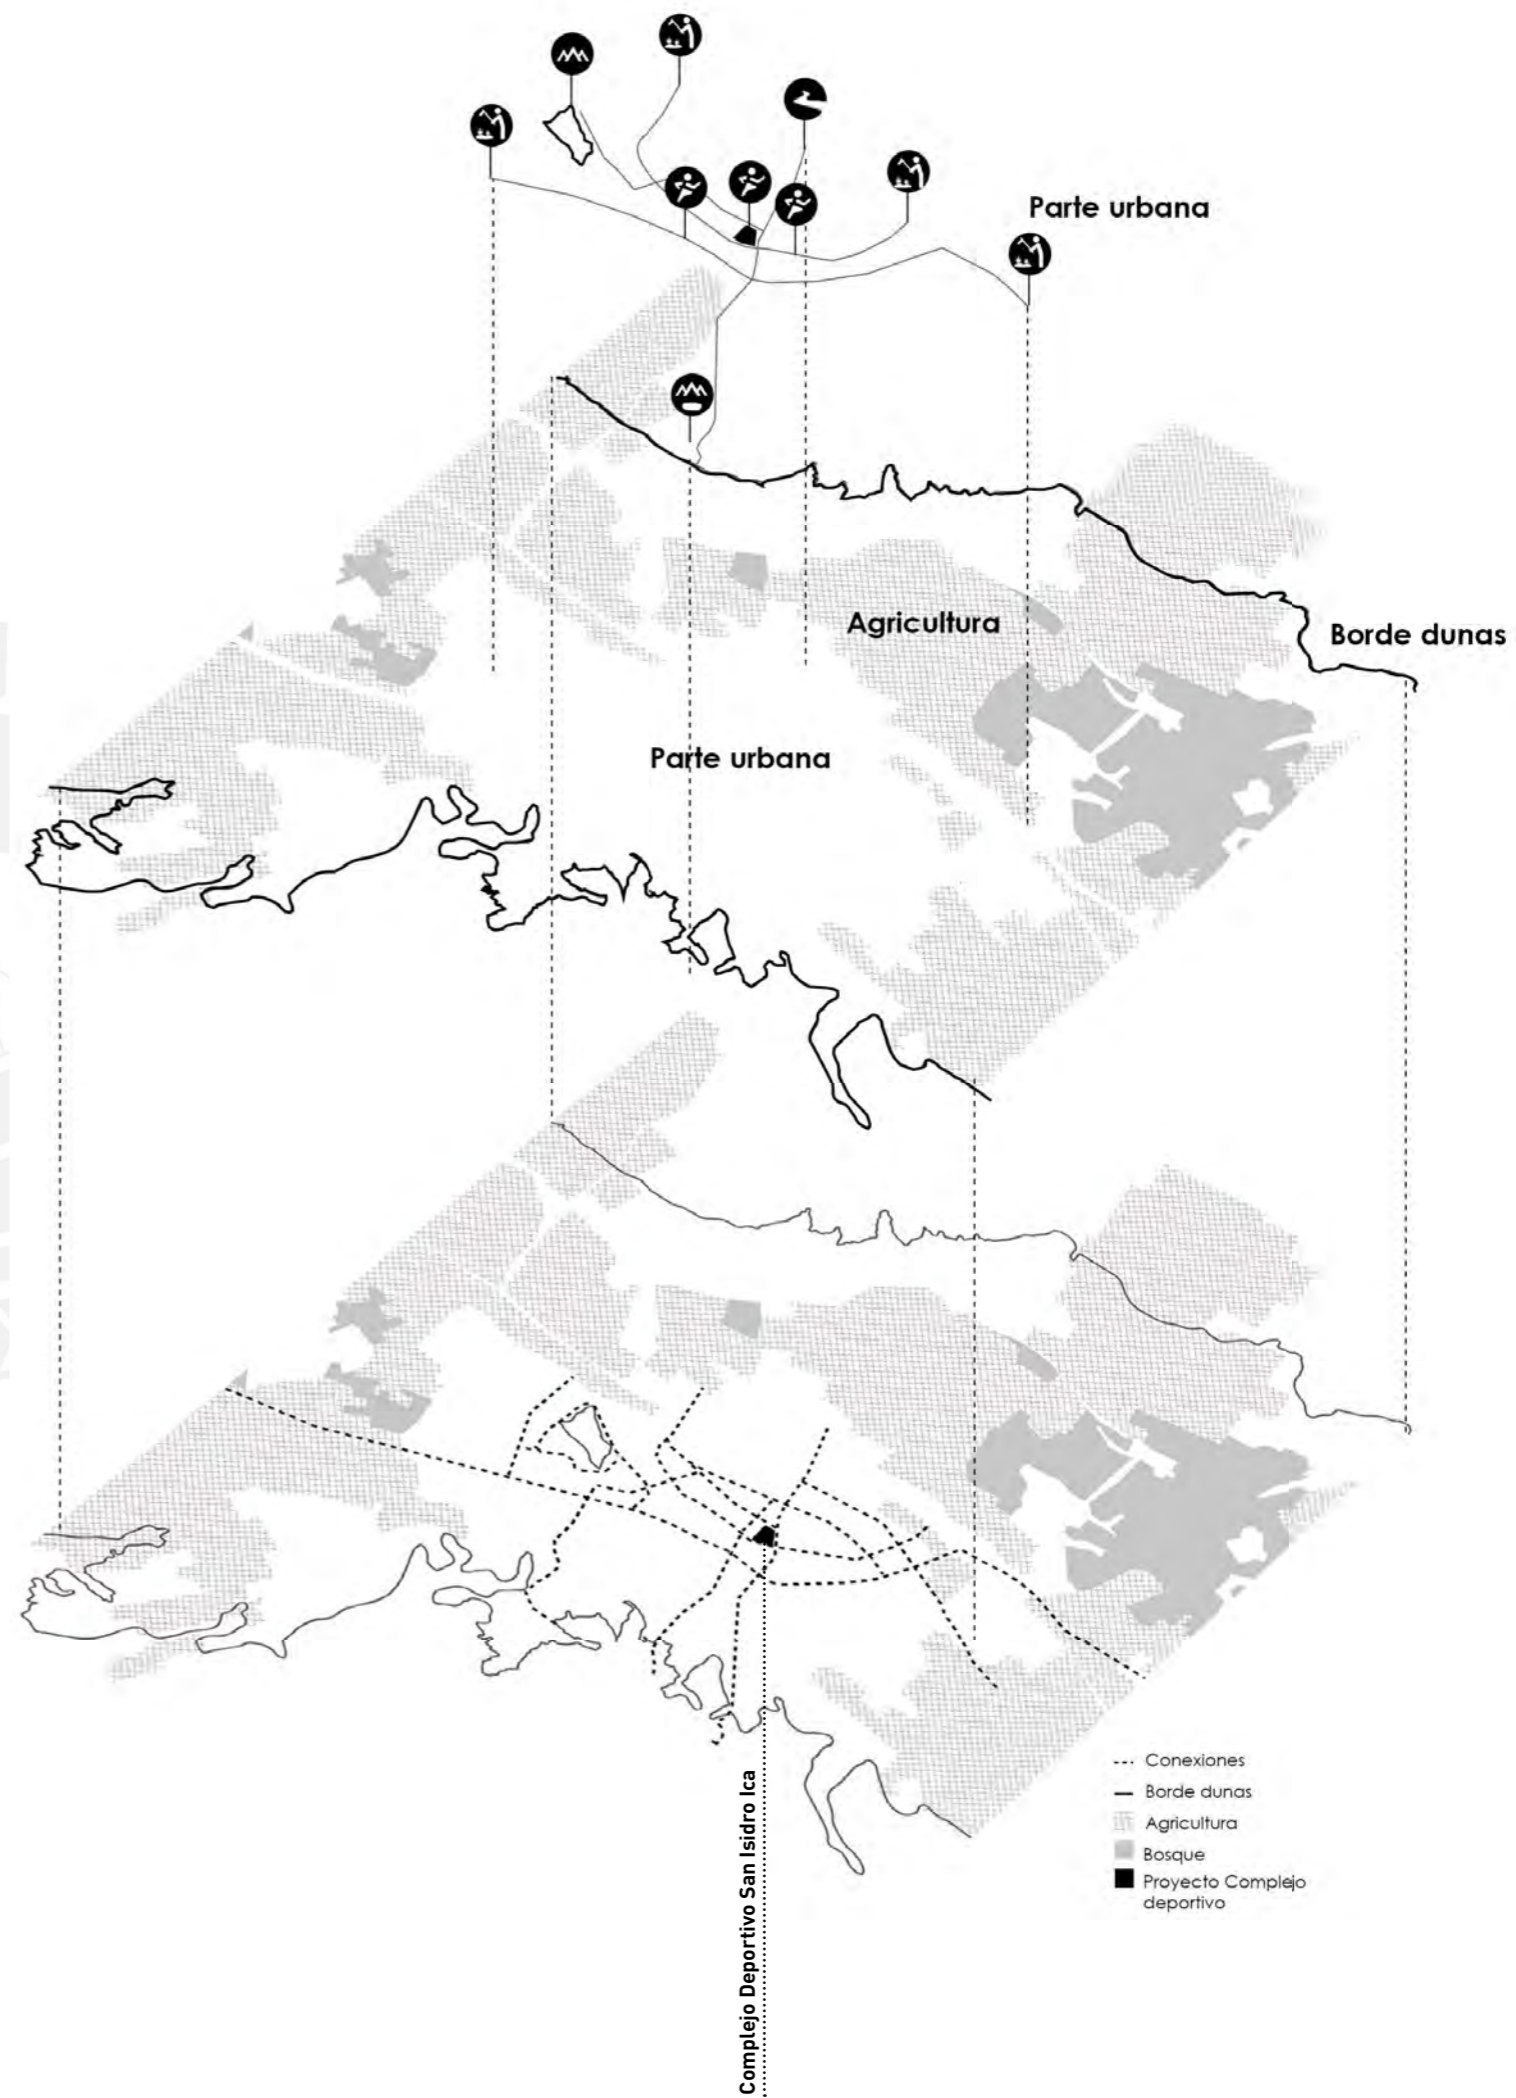 Parte urbana
Agricultura
Borde dunas
Parte urbana
Conexiones
Borde dunas
Agricultura
Bosque
Proyecto Complejo
deportivo
Complejo Deportivo San Isidro Ica